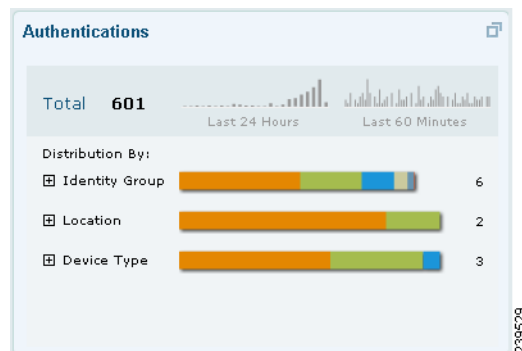 Authentications
Total 601
Last 24 Hours
Last 60 Minutes
Distribution By:
Identity Group 6
Location 2
Device Type 3
239529